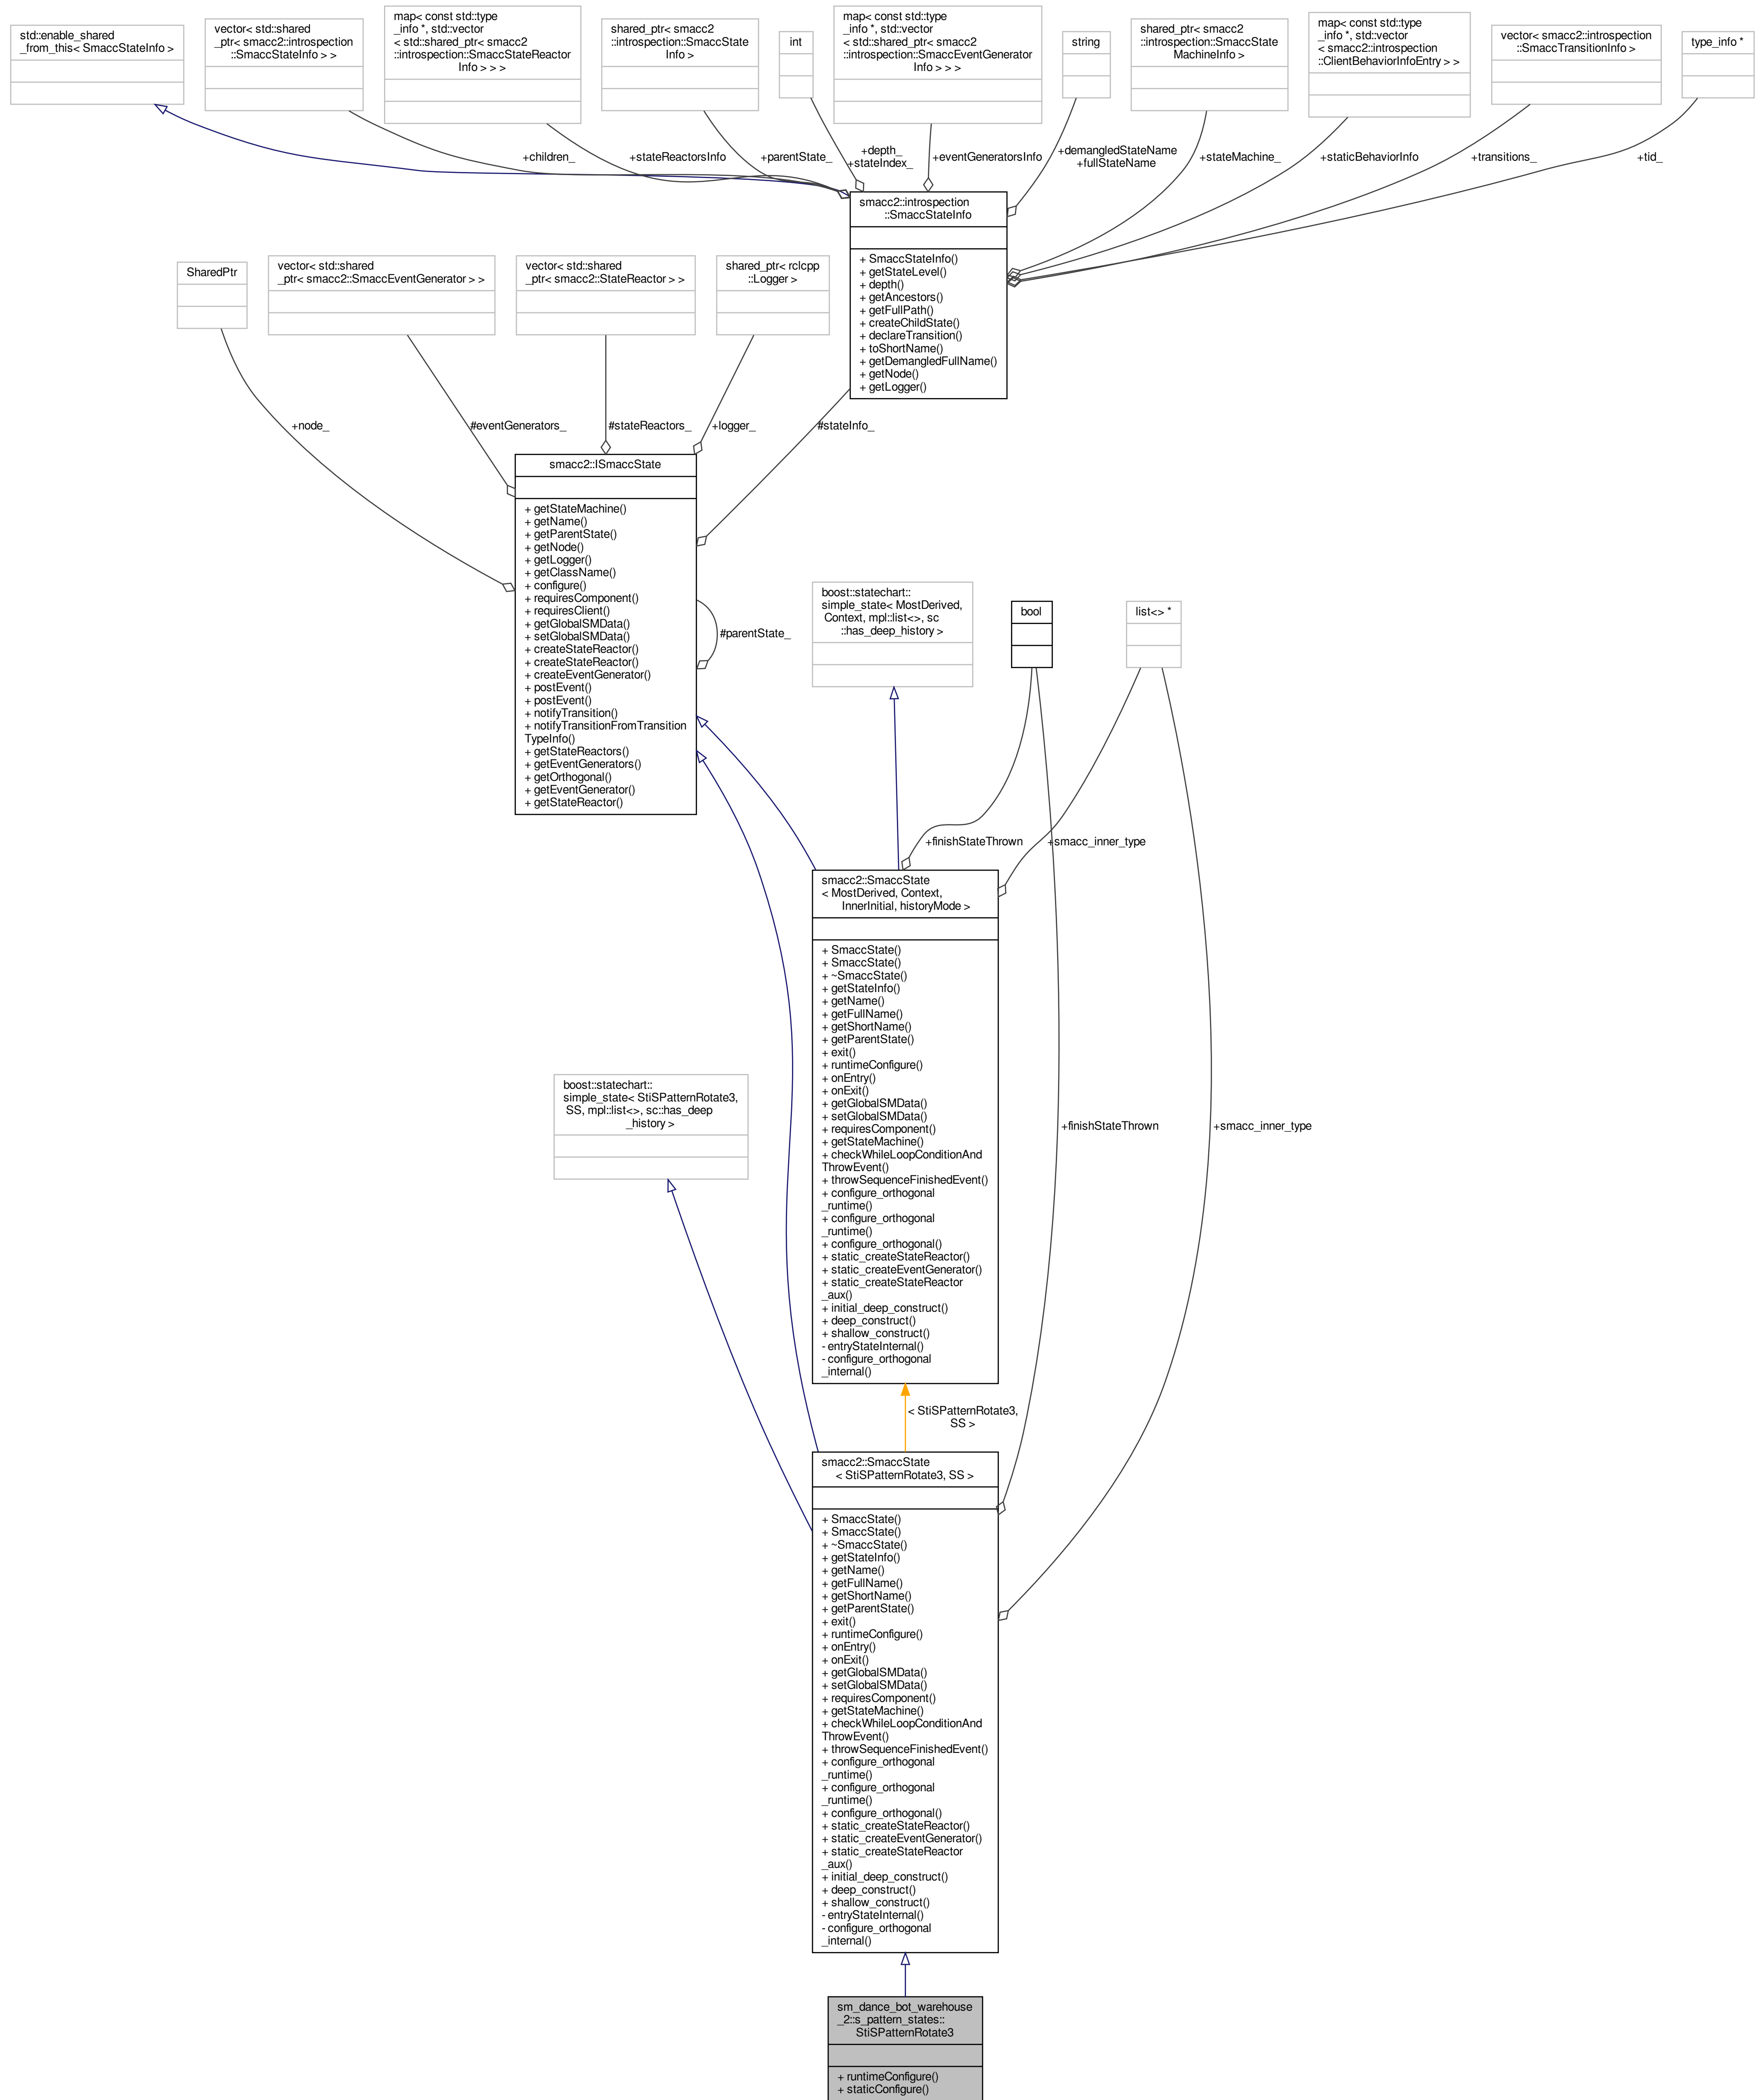 std::enable_shared
_from_this< SmaccStateInfo >
vector< std::shared
_ptr< smacc2::introspection
::SmaccStateInfo > >
map< const std::type
_info *, std::vector
< std::shared_ptr< smacc2
::introspection::SmaccStateReactor
Info > > >
shared_ptr< smacc2
::introspection::SmaccState
Info >
int
map< const std::type
_info *, std::vector
< std::shared_ptr< smacc2
::introspection::SmaccEventGenerator
Info > > >
string
shared_ptr< smacc2
::introspection::SmaccState
MachineInfo >
map< const std::type
_info *, std::vector
< smacc2::introspection
::ClientBehaviorInfoEntry > >
vector< smacc2::introspection
::SmaccTransitionInfo >
type_info *
+children_
+stateReactorsInfo
+parentState_
+depth_
+stateIndex_
+eventGeneratorsInfo
+demangledStateName
+fullStateName
+stateMachine_
+staticBehaviorInfo
+transitions_
+tid_
smacc2::introspection
::SmaccStateInfo
+ SmaccStateInfo()
+ getStateLevel()
+ depth()
+ getAncestors()
+ getFullPath()
+ createChildState()
+ declareTransition()
+ toShortName()
+ getDemangledFullName()
+ getNode()
+ getLogger()
SharedPtr
vector< std::shared
_ptr< smacc2::SmaccEventGenerator > >
vector< std::shared
_ptr< smacc2::StateReactor > >
shared_ptr< rclcpp
::Logger >
+node_
#eventGenerators_
#stateReactors_
+logger_
#stateInfo_
smacc2::ISmaccState
+ getStateMachine()
+ getName()
+ getParentState()
+ getNode()
+ getLogger()
+ getClassName()
+ configure()
+ requiresComponent()
+ requiresClient()
+ getGlobalSMData()
+ setGlobalSMData()
+ createStateReactor()
+ createStateReactor()
+ createEventGenerator()
+ postEvent()
+ postEvent()
+ notifyTransition()
+ notifyTransitionFromTransition
TypeInfo()
+ getStateReactors()
+ getEventGenerators()
+ getOrthogonal()
+ getEventGenerator()
+ getStateReactor()
#parentState_
boost::statechart::
simple_state< MostDerived,
Context, mpl::list<>, sc
::has_deep_history >
bool
list<> *
+finishStateThrown
+smacc_inner_type
smacc2::SmaccState
< MostDerived, Context,
InnerInitial, historyMode >
+ SmaccState()
+ SmaccState()
+ ~SmaccState()
+ getStateInfo()
+ getName()
+ getFullName()
+ getShortName()
+ getParentState()
+ exit()
+ runtimeConfigure()
+ onEntry()
+ onExit()
+ getGlobalSMData()
+ setGlobalSMData()
+ requiresComponent()
+ getStateMachine()
+ checkWhileLoopConditionAnd
ThrowEvent()
+ throwSequenceFinishedEvent()
+ configure_orthogonal
_runtime()
+ configure_orthogonal
_runtime()
+ configure_orthogonal()
+ static_createStateReactor()
+ static_createEventGenerator()
+ static_createStateReactor
_aux()
+ initial_deep_construct()
+ deep_construct()
+ shallow_construct()
- entryStateInternal()
- configure_orthogonal
_internal()
boost::statechart::
simple_state< StiSPatternRotate3,
SS, mpl::list<>, sc::has_deep
_history >
+finishStateThrown
+smacc_inner_type
< StiSPatternRotate3,
SS >
smacc2::SmaccState
< StiSPatternRotate3, SS >
+ SmaccState()
+ SmaccState()
+ ~SmaccState()
+ getStateInfo()
+ getName()
+ getFullName()
+ getShortName()
+ getParentState()
+ exit()
+ runtimeConfigure()
+ onEntry()
+ onExit()
+ getGlobalSMData()
+ setGlobalSMData()
+ requiresComponent()
+ getStateMachine()
+ checkWhileLoopConditionAnd
ThrowEvent()
+ throwSequenceFinishedEvent()
+ configure_orthogonal
_runtime()
+ configure_orthogonal
_runtime()
+ configure_orthogonal()
+ static_createStateReactor()
+ static_createEventGenerator()
+ static_createStateReactor
_aux()
+ initial_deep_construct()
+ deep_construct()
+ shallow_construct()
- entryStateInternal()
- configure_orthogonal
_internal()
sm_dance_bot_warehouse
_2::s_pattern_states::
StiSPatternRotate3
+ runtimeConfigure()
+ staticConfigure()